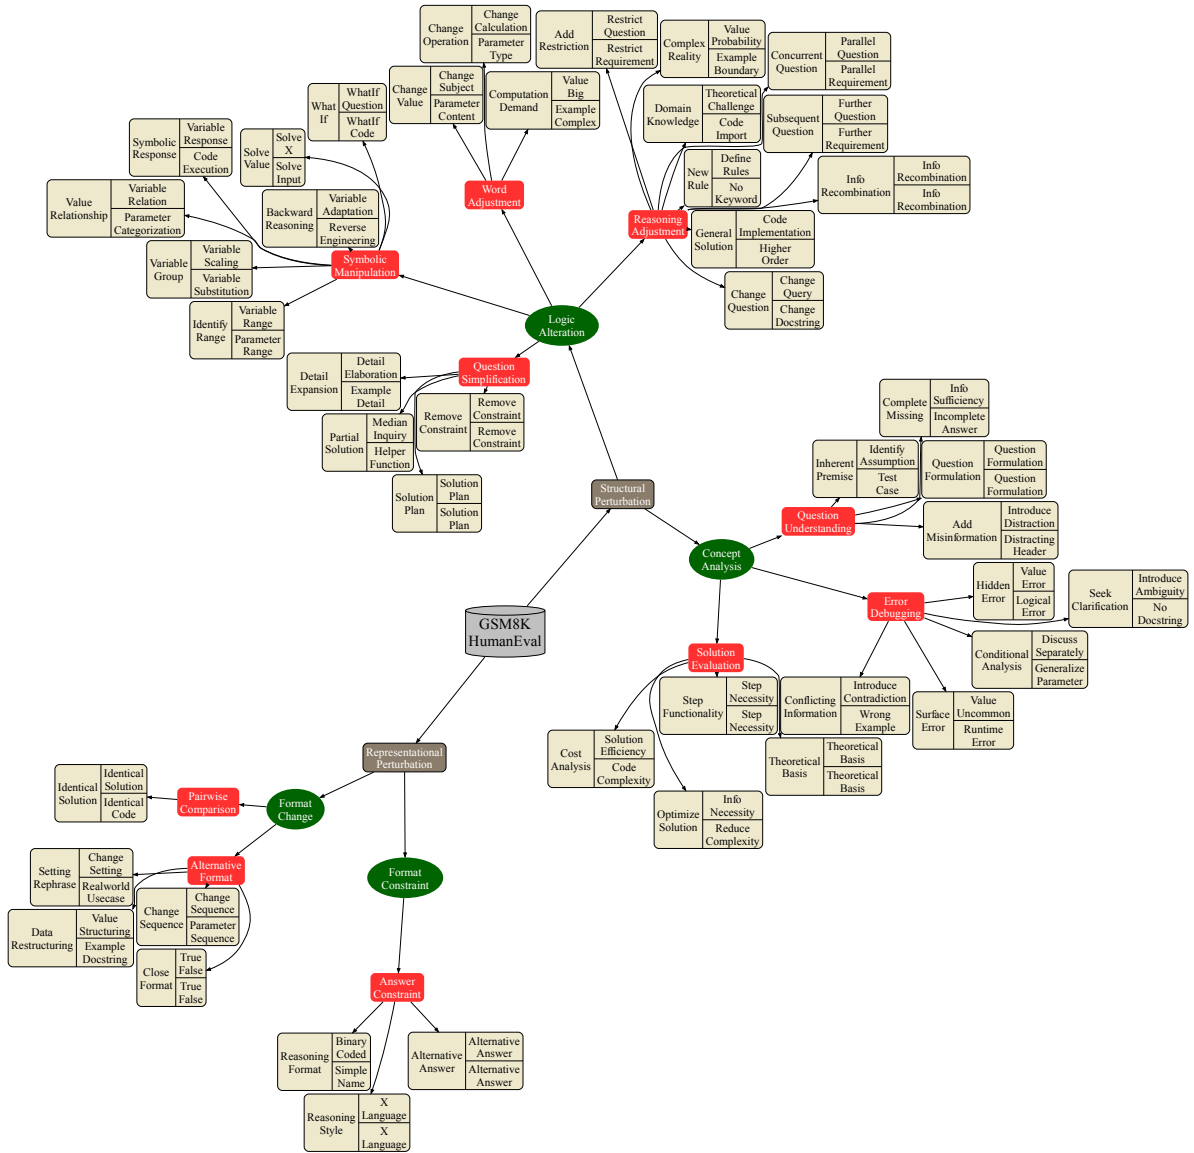 Change
Operation
Change
Calculation
Parameter
Type
Add
Restriction
Restrict
Question
Restrict
Requirement
Complex
Reality
Value
Probability
Example
Boundary
Concurrent
Question
Parallel
Question
Parallel
Requirement
Change
Value
Change
Subject
Parameter
Content
Computation
Demand
Value
Big
Example
Complex
Domain
Knowledge
Theoretical
Challenge
Code
Import
Subsequent
Question
Further
Question
Further
Requirement
What
If
WhatIf
Question
WhatIf
Code
Symbolic
Response
Variable
Response
Code
Execution
Solve
Value
Solve
X
Solve
Input
New
Rule
Define
Rules
No
Keyword
Info
Recombination
Info
Recombination
Info
Recombination
Value
Relationship
Variable
Relation
Parameter
Categorization
Backward
Reasoning
Variable
Adaptation
Reverse
Engineering
Word
Adjustment
Reasoning
Adjustment
General
Solution
Code
Implementation
Higher
Order
Variable
Group
Variable
Scaling
Variable
Substitution
Symbolic
Manipulation
Change
Question
Change
Query
Change
Docstring
Identify
Range
Variable
Range
Parameter
Range
Logic
Alteration
Detail
Expansion
Detail
Elaboration
Example
Detail
Question
Simplification
Remove
Constraint
Remove
Constraint
Remove
Constraint
Partial
Solution
Median
Inquiry
Helper
Function
Solution
Plan
Solution
Plan
Solution
Plan
Complete
Missing
Info
Sufficiency
Incomplete
Answer
Inherent
Premise
Identify
Assumption
Test
Case
Question
Formulation
Question
Formulation
Question
Formulation
Structural
Perturbation
Question
Understanding
Add
Misinformation
Introduce
Distraction
Distracting
Header
Concept
Analysis
Hidden
Error
Value
Error
Logical
Error
Seek
Clarification
Introduce
Ambiguity
No
Docstring
Error
Debugging
GSM8K
HumanEval
Conditional
Analysis
Discuss
Separately
Generalize
Parameter
Solution
Evaluation
Step
Functionality
Step
Necessity
Step
Necessity
Conflicting
Information
Introduce
Contradiction
Wrong
Example
Surface
Error
Value
Uncommon
Runtime
Error
Cost
Analysis
Solution
Efficiency
Code
Complexity
Theoretical
Basis
Theoretical
Basis
Theoretical
Basis
Optimize
Solution
Info
Necessity
Reduce
Complexity
Representational
Perturbation
Identical
Solution
Identical
Solution
Identical
Code
Pairwise
Comparison
Format
Change
Setting
Rephrase
Change
Setting
Realworld
Usecase
Alternative
Format
Format
Constraint
Data
Restructuring
Value
Structuring
Example
Docstring
Change
Sequence
Change
Sequence
Parameter
Sequence
Close
Format
True
False
True
False
Answer
Constraint
Reasoning
Format
Binary
Coded
Simple
Name
Alternative
Answer
Alternative
Answer
Alternative
Answer
Reasoning
Style
X
Language
X
Language